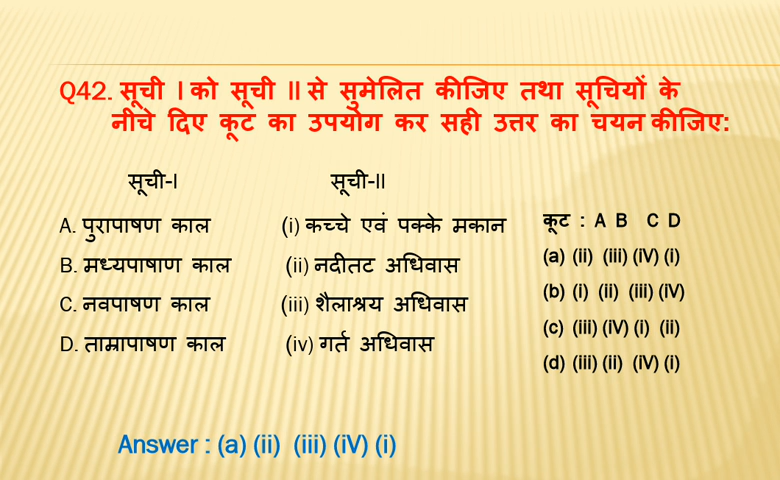 Q42. सूची I को सूची II से सुमेलित कीजिए तथा सूचियों के
नीचे दिए कूट का उपयोग कर सही उत्तर का चयन कीजिए:
सूची-I सूची-II
कूट : A B C D
A. पुरापाषण काल (i) कच्चे एवं पक्के मकान
(a) (ii) (iii) (iV) (i)
B. मध्यपाषाण काल (ii) नदीतट अधिवास
(b) (i) (ii) (iii) (iV)
C. नवपाषण काल (iii) शैलाश्रय अधिवास
(c) (iii) (iV) (i) (ii)
D. ताम्रापाषण काल (iv) गर्त अधिवास
(d) (iii) (ii) (iV) (i)
Answer : (a) (ii) (iii) (iV) (i)